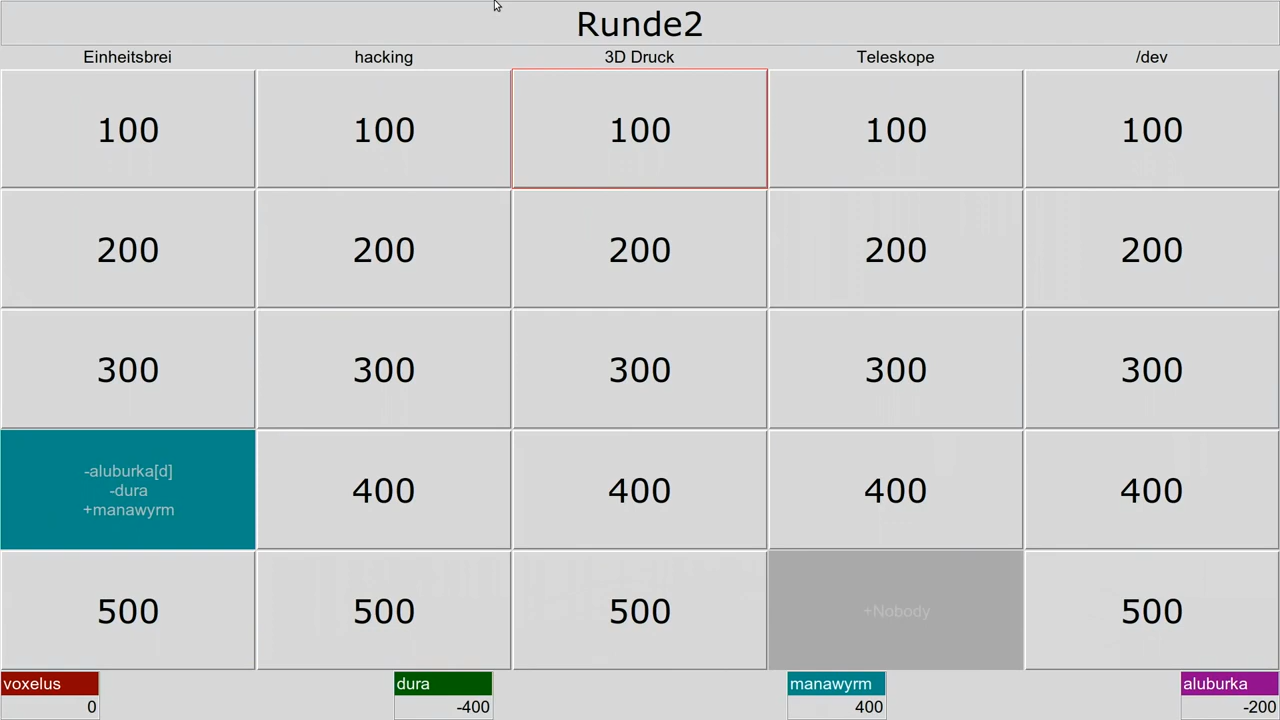 Runde2
Einheitsbrei hacking 3D Druck Teleskope /dev
100 100 100 100 100
200 200 200 200 200
300 300 300 300 300
-aluburka[d]
-dura
+manawyrm
400 400 400 400
500 500 500 +Nobody 500
voxelus dura manawyrm aluburka
0 -400 400 -200